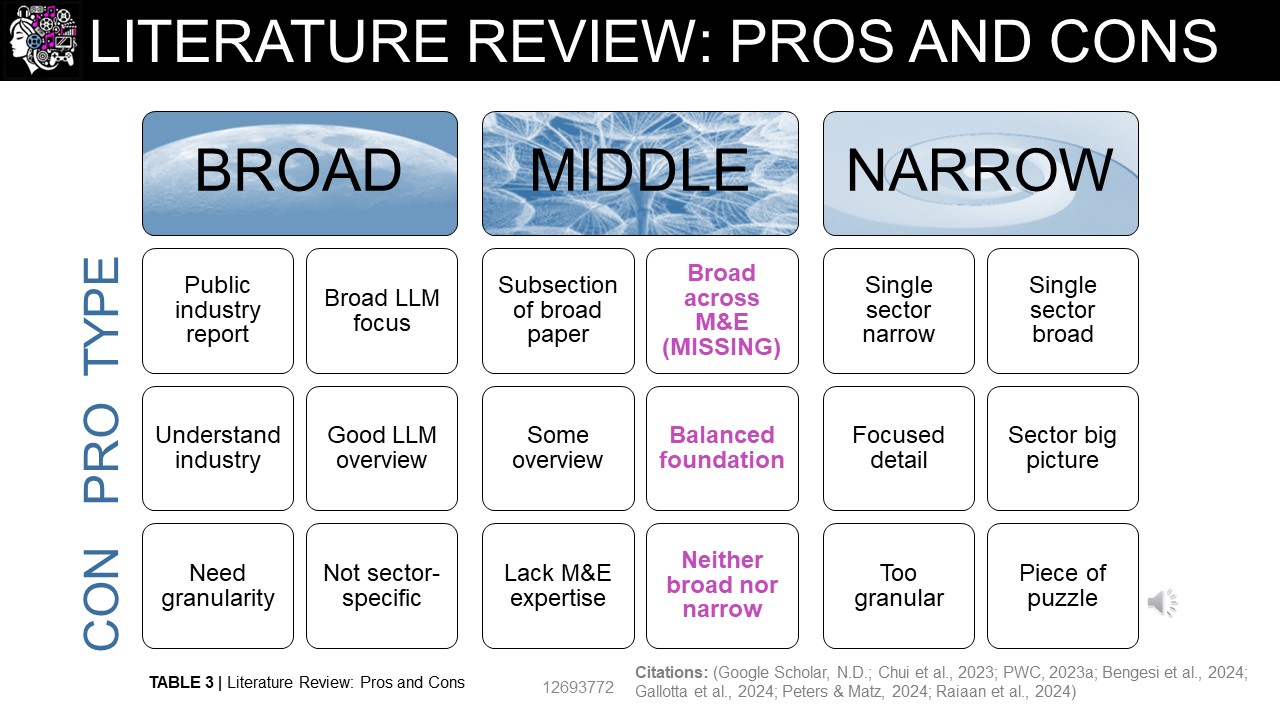 LITERATURE REVIEW: PROS AND CONS
BROAD
MIDDLE
NARROW
TYPE
Public
industry
report
Broad LLM
focus
Subsection
of broad
paper
Broad
across
M&E
(MISSING)
Single
sector
narrow
Single
sector
broad
PRO
Understand
industry
Good LLM
overview
Some
overview
Balanced
foundation
Focused
detail
Sector big
picture
CON
Need
granularity
Not sector-
specific
Lack M&E
expertise
Neither
broad nor
narrow
Too
granular
Piece of
puzzle
TABLE 3 | Literature Review: Pros and Cons
12693772
Citations: (Google Scholar, N.D.; Chui et al., 2023; PWC, 2023a; Bengesi et al., 2024;
Gallotta et al., 2024; Peters & Matz, 2024; Raiaan et al., 2024)